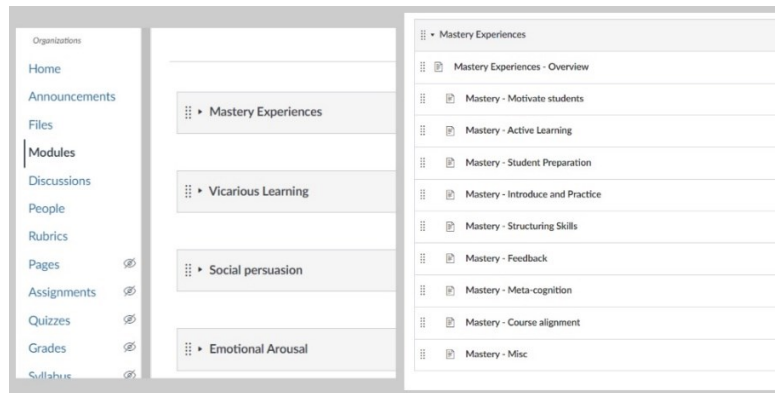 Organizations
Home
Announcements
Files
Modules
Discussions
People
Rubrics
Pages
Assignments
Quizzes
Grades
Syllabus
Mastery Experiences
Vicarious Learning
Social persuasion
Emotional Arousal
Mastery Experiences
Mastery Experiences - Overview
Mastery - Motivate students
Mastery - Active Learning
Mastery - Student Preparation
Mastery - Introduce and Practice
Mastery - Structuring Skills
Mastery - Feedback
Mastery - Meta-cognition
Mastery - Course alignment
Mastery - Misc